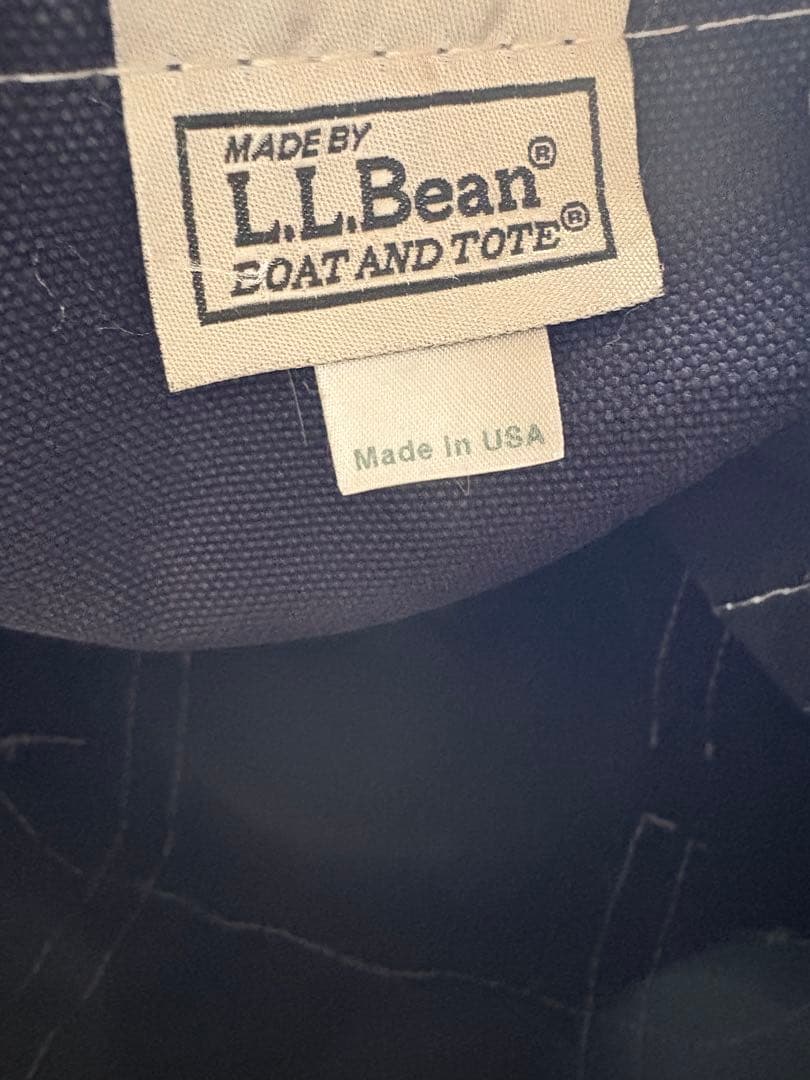 MADE BY
L.L.Bean®
BOAT AND TOTE®
Made in USA